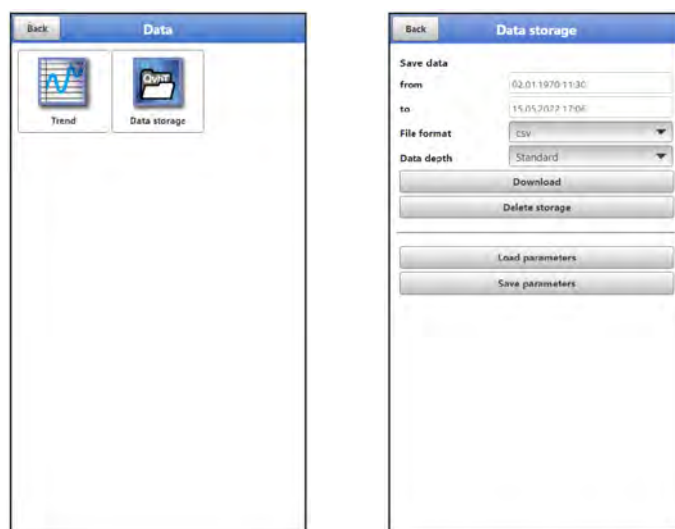 Back Data
QVNT
Trend Data storage
Back Data storage
Save data
from 02.01.1970 11:30
to 15.05.2022 17:06
File format csv
Data depth Standard
Download
Delete storage
Load parameters
Save parameters